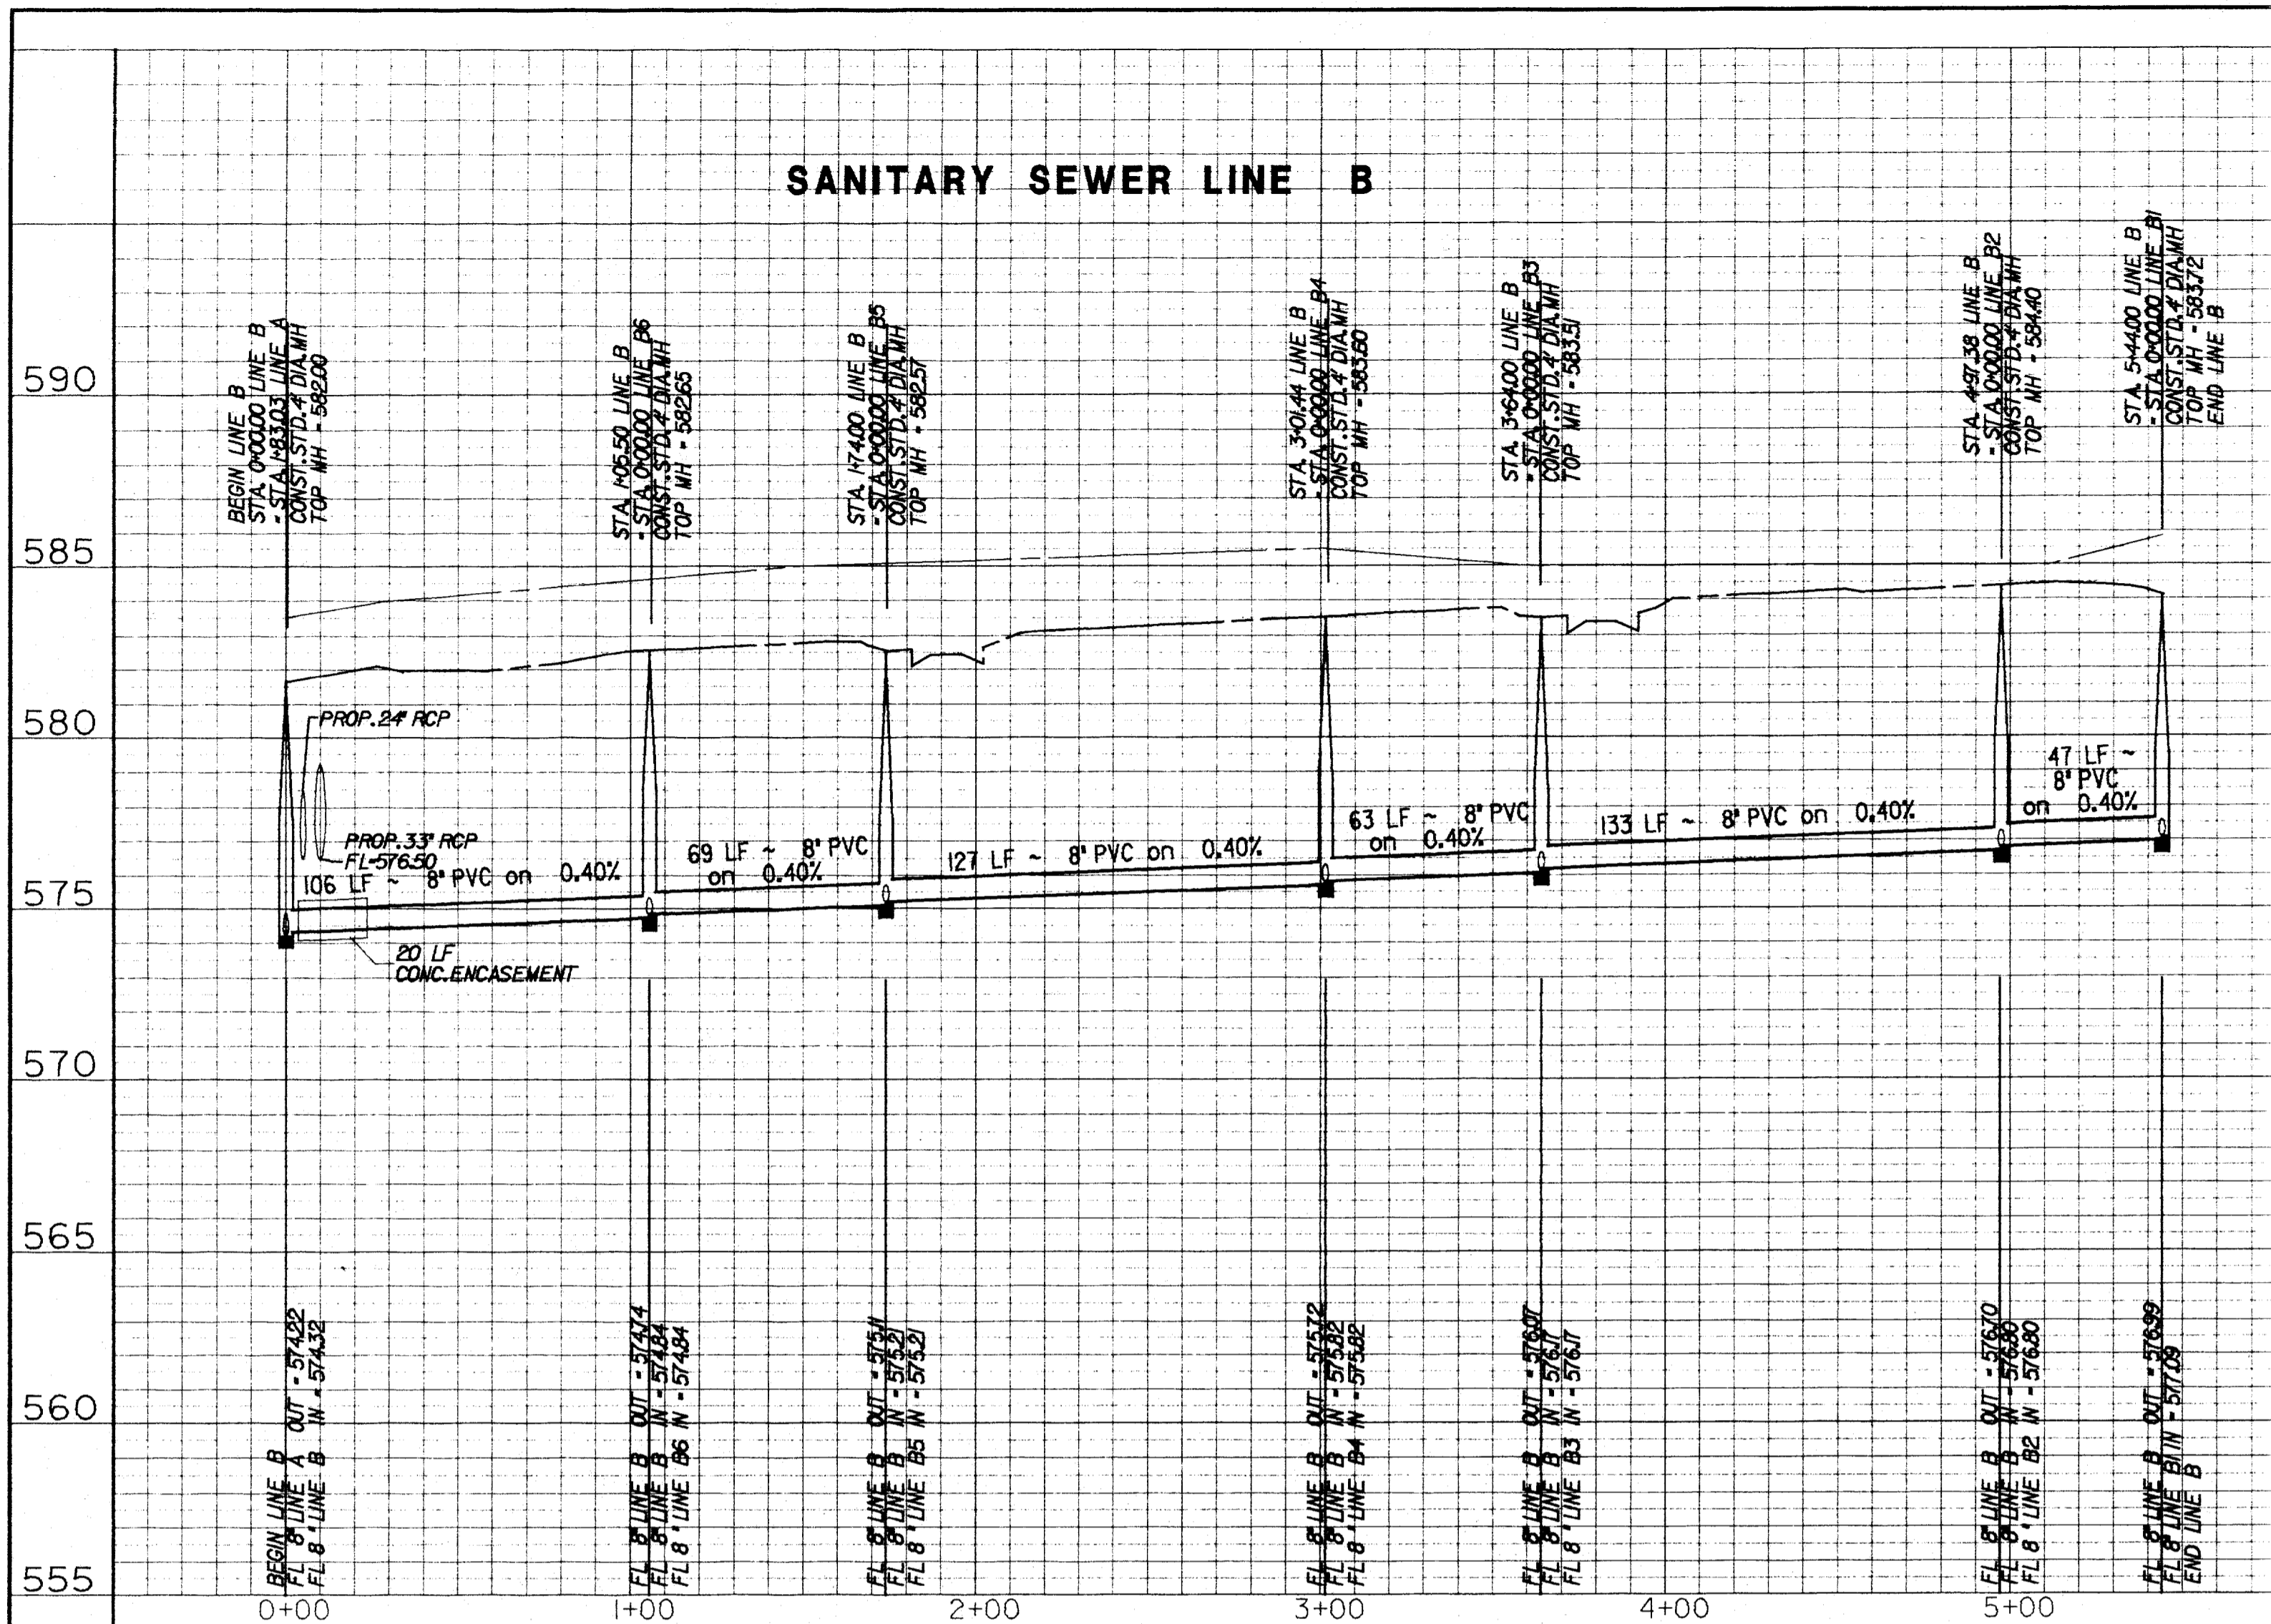 SANITARY SEWER LINE B
BEGIN LINE B
STA. 0+00.00 LINE B
- STA. 1+83.03 LINE A
CONST. STD. 4' DIA. MH
TOP MH - 582.00
STA. 1+05.50 LINE B
- STA. 0+00.00 LINE B6
CONST. STD. 4' DIA. MH
TOP MH - 582.65
STA. 1+74.00 LINE B
- STA. 0+00.00 LINE B5
CONST. STD. 4' DIA. MH
TOP MH - 582.57
STA. 3+01.44 LINE B
- STA. 0+00.00 LINE B4
CONST. STD. 4' DIA. MH
TOP MH - 583.60
STA. 3+64.00 LINE B
- STA. 0+00.00 LINE B3
CONST. STD. 4' DIA. MH
TOP MH - 583.51
STA. 4+97.38 LINE B
- STA. 0+00.00 LINE B2
CONST. STD. 4' DIA. MH
TOP MH - 584.40
STA. 5+44.00 LINE B
- STA. 0+00.00 LINE B1
CONST. STD. 4' DIA. MH
TOP MH - 583.72
END LINE B
590
585
580
575
570
565
560
555
PROP. 24" RCP
PROP. 33" RCP
FL-576.50
106 LF ~ 8" PVC on 0.40%
20 LF
CONC. ENCASEMENT
69 LF ~ 8" PVC
on 0.40%
127 LF ~ 8" PVC on 0.40%
63 LF ~ 8" PVC
on 0.40%
133 LF ~ 8" PVC on 0.40%
47 LF ~
8" PVC
on 0.40%
BEGIN LINE B
FL 8" LINE A OUT - 574.22
FL 8" LINE B IN - 574.32
FL 8" LINE B OUT - 574.74
FL 8" LINE B IN - 574.84
FL 8" LINE B6 IN - 574.84
FL 8" LINE B OUT - 575.11
FL 8" LINE B IN - 575.21
FL 8" LINE B5 IN - 575.21
FL 8" LINE B OUT - 575.72
FL 8" LINE B IN - 575.82
FL 8" LINE B4 IN - 575.82
FL 8" LINE B OUT - 576.07
FL 8" LINE B IN - 576.17
FL 8" LINE B3 IN - 576.17
FL 8" LINE B OUT - 576.70
FL 8" LINE B IN - 576.80
FL 8" LINE B2 IN - 576.80
FL 8" LINE B OUT - 576.99
FL 8" LINE B1 IN - 577.09
END LINE B
0+00 1+00 2+00 3+00 4+00 5+00